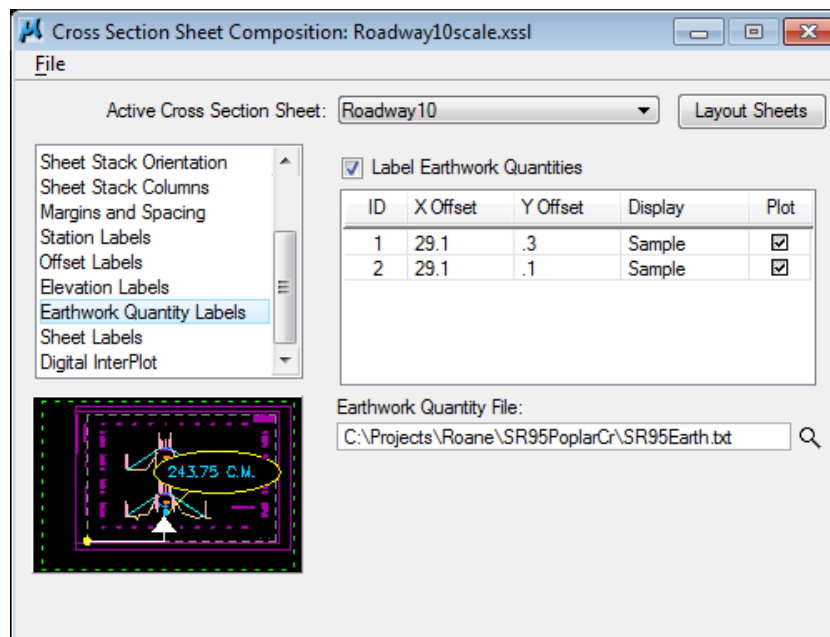 Cross Section Sheet Composition: Roadway10scale.xssl
File
Active Cross Section Sheet: Roadway10 Layout Sheets
Sheet Stack Orientation
Sheet Stack Columns
Margins and Spacing
Station Labels
Offset Labels
Elevation Labels
Earthwork Quantity Labels
Sheet Labels
Digital InterPlot
Label Earthwork Quantities
ID X Offset Y Offset Display Plot
1 29.1 .3 Sample
2 29.1 .1 Sample
243.75 C.M.
Earthwork Quantity File:
C:\Projects\Roane\SR95PoplarCr\SR95Earth.txt